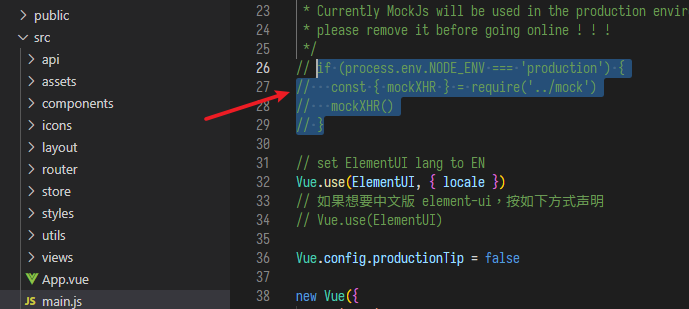 public
src
api
assets
components
icons
layout
router
store
styles
utils
views
App.vue
JS main.js
23 * Currently MockJs will be used in the production envir
24 * please remove it before going online ! ! !
25 */
26 // if (process.env.NODE_ENV === 'production') {
27 //   const { mockXHR } = require('../mock')
28 //   mockXHR()
29 // }
30
31 // set ElementUI lang to EN
32 Vue.use(ElementUI, { locale })
33 // 如果想要中文版 element-ui，按如下方式声明
34 // Vue.use(ElementUI)
35
36 Vue.config.productionTip = false
37
38 new Vue({